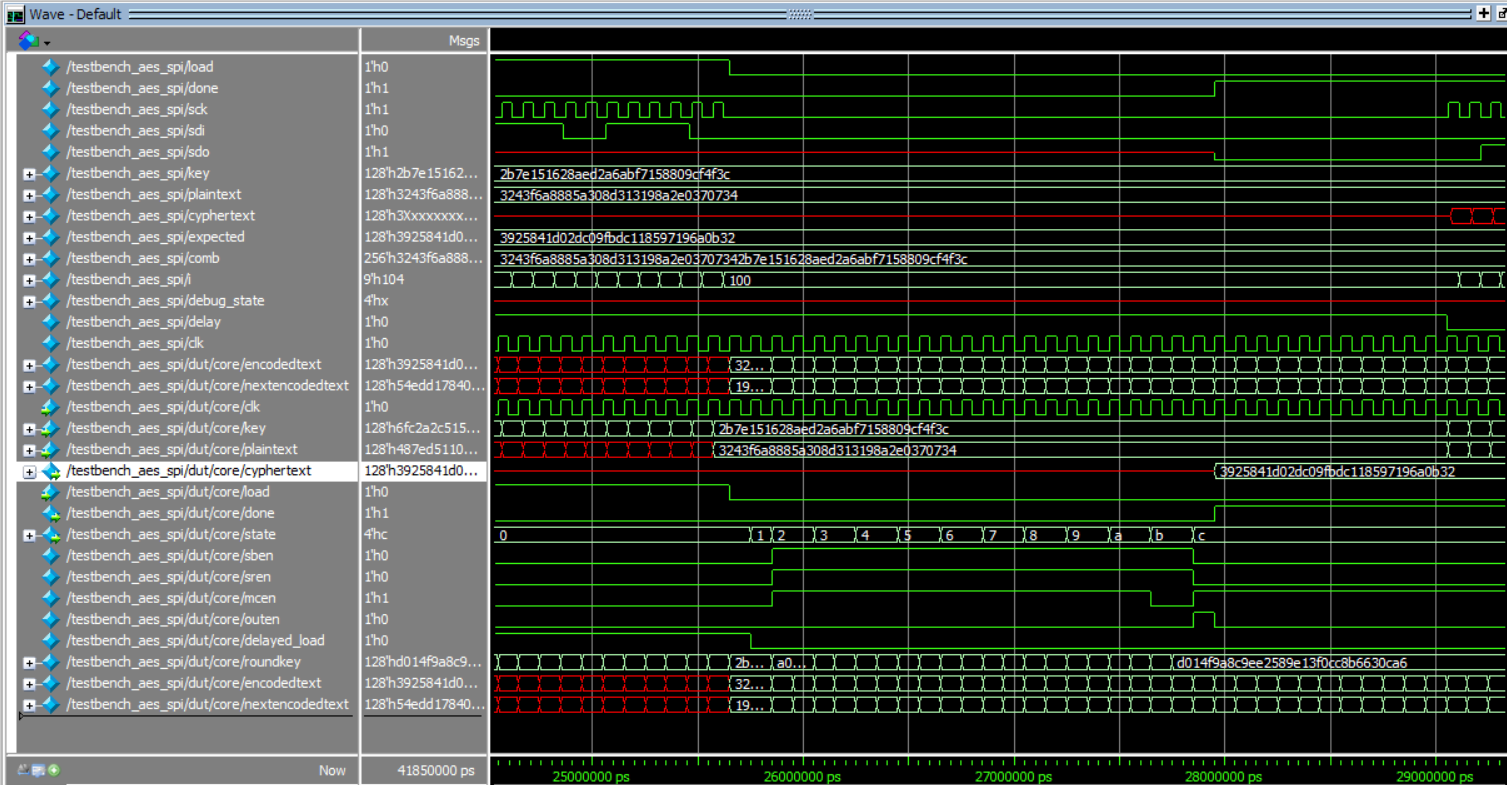 Wave - Default
Msgs
/testbench_aes_spi/load 1'h0
/testbench_aes_spi/done 1'h1
/testbench_aes_spi/sck 1'h1
/testbench_aes_spi/sdi 1'h0
/testbench_aes_spi/sdo 1'h1
/testbench_aes_spi/key 128'h2b7e15162... 2b7e151628aed2a6abf7158809cf4f3c
/testbench_aes_spi/plaintext 128'h3243f6a888... 3243f6a8885a308d313198a2e0370734
/testbench_aes_spi/cyphertext 128'h3Xxxxxxxx...
/testbench_aes_spi/expected 128'h3925841d0... 3925841d02dc09fbdc118597196a0b32
/testbench_aes_spi/comb 256'h3243f6a888... 3243f6a8885a308d313198a2e03707342b7e151628aed2a6abf7158809cf4f3c
/testbench_aes_spi/i 9'h104 100
/testbench_aes_spi/debug_state 4'hx
/testbench_aes_spi/delay 1'h0
/testbench_aes_spi/clk 1'h0
/testbench_aes_spi/dut/core/encodedtext 128'h3925841d0... 32...
/testbench_aes_spi/dut/core/nextencodedtext 128'h54edd17840... 19...
/testbench_aes_spi/dut/core/clk 1'h0
/testbench_aes_spi/dut/core/key 128'h6fc2a2c515... 2b7e151628aed2a6abf7158809cf4f3c
/testbench_aes_spi/dut/core/plaintext 128'h487ed5110... 3243f6a8885a308d313198a2e0370734
/testbench_aes_spi/dut/core/cyphertext 128'h3925841d0... 3925841d02dc09fbdc118597196a0b32
/testbench_aes_spi/dut/core/load 1'h0
/testbench_aes_spi/dut/core/done 1'h1
/testbench_aes_spi/dut/core/state 4'hc 0 1 2 3 4 5 6 7 8 9 a b c
/testbench_aes_spi/dut/core/sben 1'h0
/testbench_aes_spi/dut/core/sren 1'h0
/testbench_aes_spi/dut/core/mcen 1'h1
/testbench_aes_spi/dut/core/outen 1'h0
/testbench_aes_spi/dut/core/delayed_load 1'h0
/testbench_aes_spi/dut/core/roundkey 128'hd014f9a8c9... 2b... a0... d014f9a8c9ee2589e13f0cc8b6630ca6
/testbench_aes_spi/dut/core/encodedtext 128'h3925841d0... 32...
/testbench_aes_spi/dut/core/nextencodedtext 128'h54edd17840... 19...
Now 41850000 ps 25000000 ps 26000000 ps 27000000 ps 28000000 ps 29000000 ps